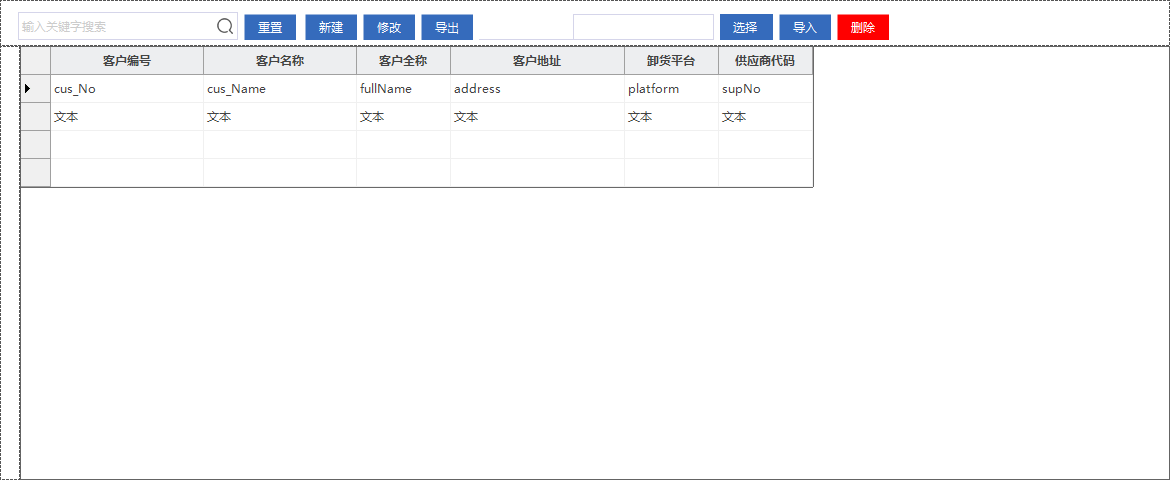 输入关键字搜索 重置 新建 修改 导出 选择 导入 删除
客户编号 客户名称 客户全称 客户地址 卸货平台 供应商代码
cus_No cus_Name fullName address platform supNo
文本 文本 文本 文本 文本 文本